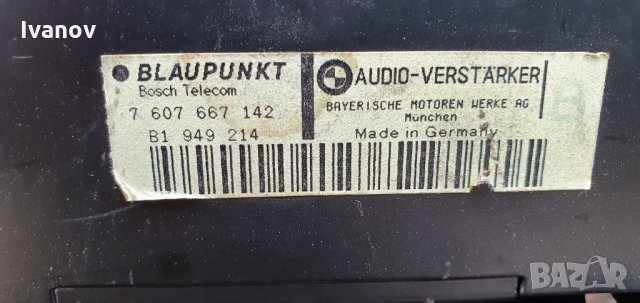 Ivanov
BLAUPUNKT
Bosch Telecom
7 607 667 142
B1 949 214
AUDIO-VERSTÄRKER
BAYERISCHE MOTOREN WERKE AG
München
Made in Germany
BAZAR